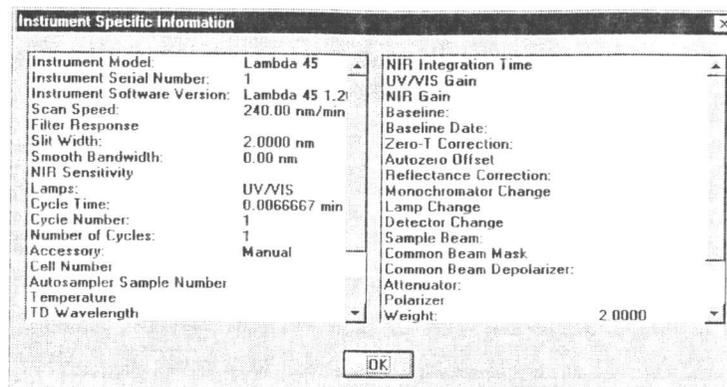 Instrument Specific Information
Instrument Model: Lambda 45
Instrument Serial Number: 1
Instrument Software Version: Lambda 45 1.2
Scan Speed: 240.00 nm/min
Filter Response
Slit Width: 2.0000 nm
Smooth Bandwidth: 0.00 nm
NIR Sensitivity
Lamps: UV/VIS
Cycle Time: 0.0066667 min
Cycle Number: 1
Number of Cycles: 1
Accessory: Manual
Cell Number
Autosampler Sample Number
Temperature
TD Wavelength
NIR Integration Time
UV/VIS Gain
NIR Gain
Baseline:
Baseline Date:
Zero-T Correction:
Autozero Offset
Reflectance Correction:
Monochromator Change
Lamp Change
Detector Change
Sample Beam:
Common Beam Mask
Common Beam Depolarizer:
Attenuator:
Polarizer
Weight: 2.0000
OK